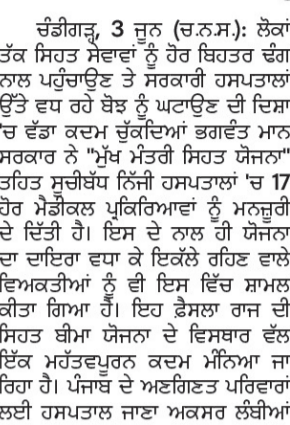 ਚੰਡੀਗੜ੍ਹ, 3 ਜੂਨ (ਚ.ਨ.ਸ.): ਲੋਕਾਂ
ਤੱਕ ਸਿਹਤ ਸੇਵਾਵਾਂ ਨੂੰ ਹੋਰ ਬਿਹਤਰ ਢੰਗ
ਨਾਲ ਪਹੁੰਚਾਉਣ ਤੇ ਸਰਕਾਰੀ ਹਸਪਤਾਲਾਂ
ਉੱਤੇ ਵਧ ਰਹੇ ਬੋਝ ਨੂੰ ਘਟਾਉਣ ਦੀ ਦਿਸ਼ਾ
'ਚ ਵੱਡਾ ਕਦਮ ਚੁੱਕਦਿਆਂ ਭਗਵੰਤ ਮਾਨ
ਸਰਕਾਰ ਨੇ "ਮੁੱਖ ਮੰਤਰੀ ਸਿਹਤ ਯੋਜਨਾ"
ਤਹਿਤ ਸੂਚੀਬੱਧ ਨਿੱਜੀ ਹਸਪਤਾਲਾਂ 'ਚ 17
ਹੋਰ ਮੈਡੀਕਲ ਪ੍ਰਕਿਰਿਆਵਾਂ ਨੂੰ ਮਨਜ਼ੂਰੀ
ਦੇ ਦਿੱਤੀ ਹੈ। ਇਸ ਦੇ ਨਾਲ ਹੀ ਯੋਜਨਾ
ਦਾ ਦਾਇਰਾ ਵਧਾ ਕੇ ਇਕੱਲੇ ਰਹਿਣ ਵਾਲੇ
ਵਿਅਕਤੀਆਂ ਨੂੰ ਵੀ ਇਸ ਵਿੱਚ ਸ਼ਾਮਲ
ਕੀਤਾ ਗਿਆ ਹੈ। ਇਹ ਫ਼ੈਸਲਾ ਰਾਜ ਦੀ
ਸਿਹਤ ਬੀਮਾ ਯੋਜਨਾ ਦੇ ਵਿਸਥਾਰ ਵੱਲ
ਇੱਕ ਮਹੱਤਵਪੂਰਨ ਕਦਮ ਮੰਨਿਆ ਜਾ
ਰਿਹਾ ਹੈ। ਪੰਜਾਬ ਦੇ ਅਣਗਿਣਤ ਪਰਿਵਾਰਾਂ
ਲਈ ਹਸਪਤਾਲ ਜਾਣਾ ਅਕਸਰ ਲੰਬੀਆਂ